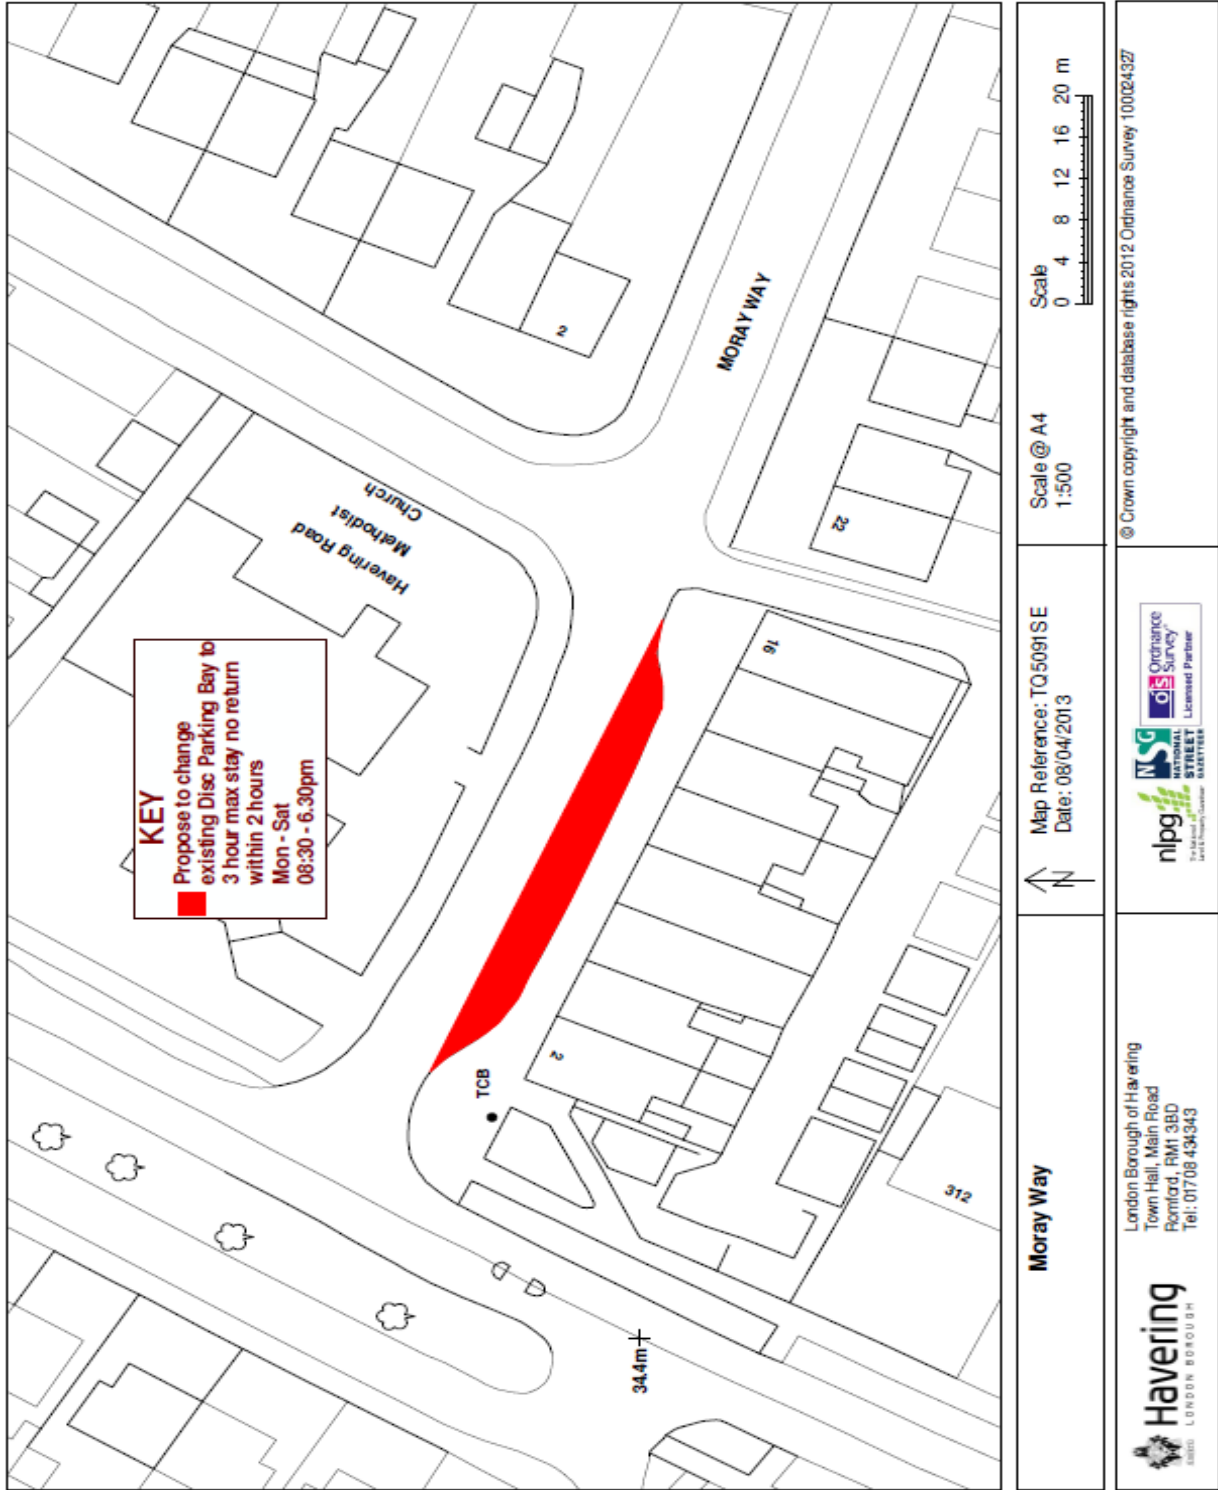 KEY
Propose to change
existing Disc Parking Bay to
3 hour max stay no return
within 2 hours
Mon - Sat
08:30 - 6.30pm
Havering Road
Methodist
Church
2
MORAY WAY
22
16
2
TCB
312
34.4m
Moray Way
N
Map Reference: TQ5091SE
Date: 08/04/2013
Scale @ A4
1:500
Scale
0 4 8 12 16 20 m
Havering
LONDON BOROUGH
London Borough of Havering
Town Hall, Main Road
Romford, RM1 3BD
Tel: 01708 434343
nlpg
NSG
NATIONAL
STREET
GAZETTEER
OS Ordnance
Survey
Licensed Partner
© Crown copyright and database rights 2012 Ordnance Survey 100024327